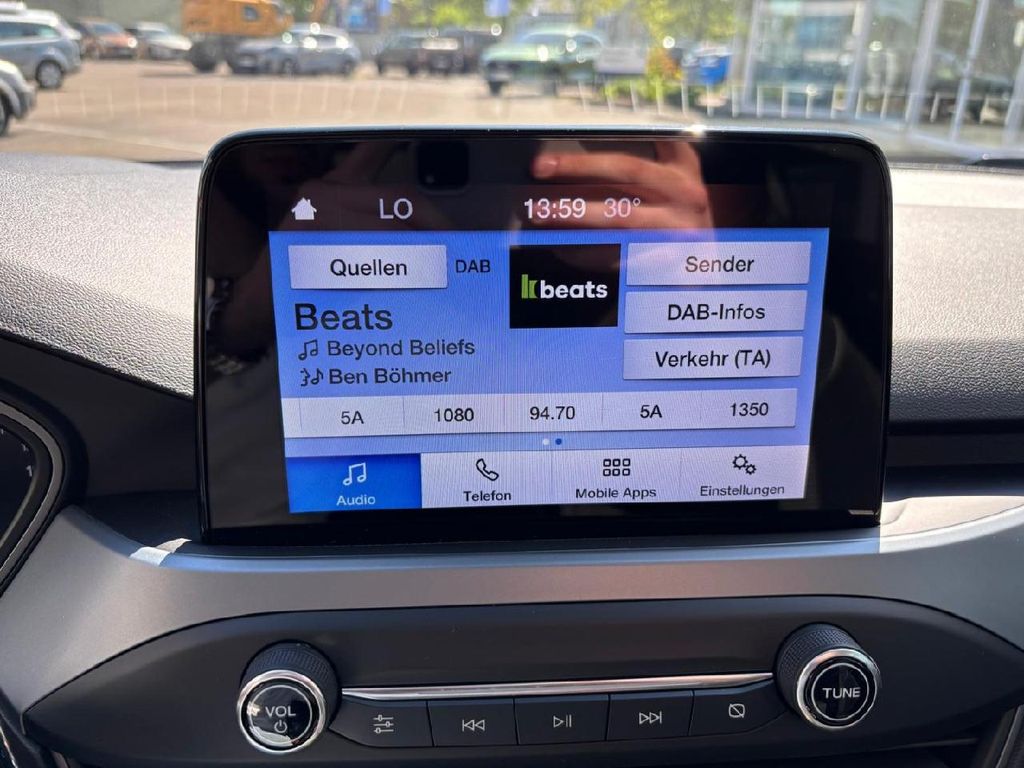 LO 13:59 30°
Quellen DAB
kbeats
Sender
DAB-Infos
Verkehr (TA)
Beats
Beyond Beliefs
Ben Böhmer
5A 1080 94.70 5A 1350
Audio Telefon Mobile Apps Einstellungen
VOL
TUNE